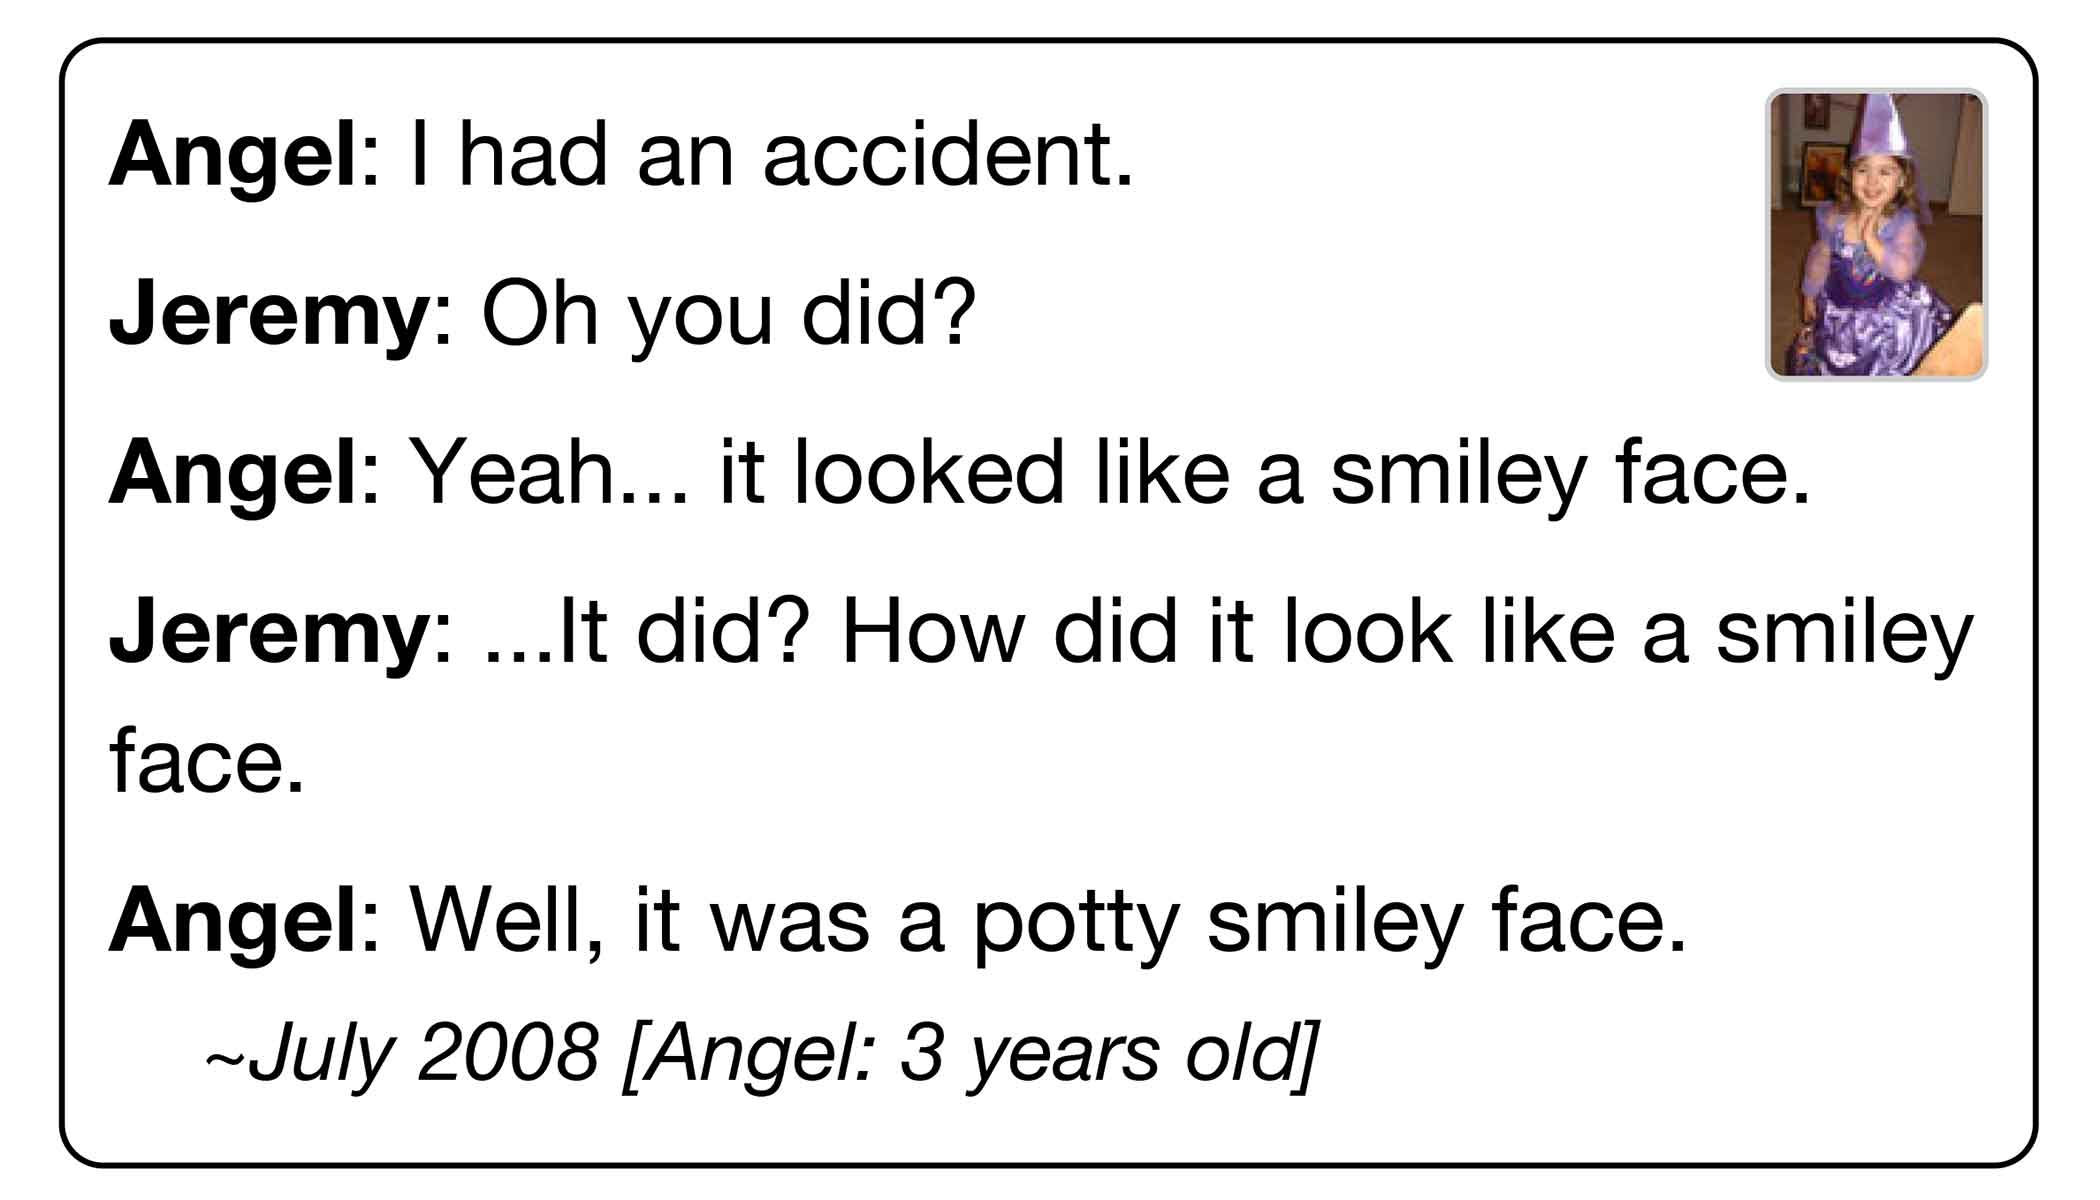 Angel: I had an accident.
Jeremy: Oh you did?
Angel: Yeah... it looked like a smiley face.
Jeremy: ...It did? How did it look like a smiley
face.
Angel: Well, it was a potty smiley face.
~July 2008 [Angel: 3 years old]